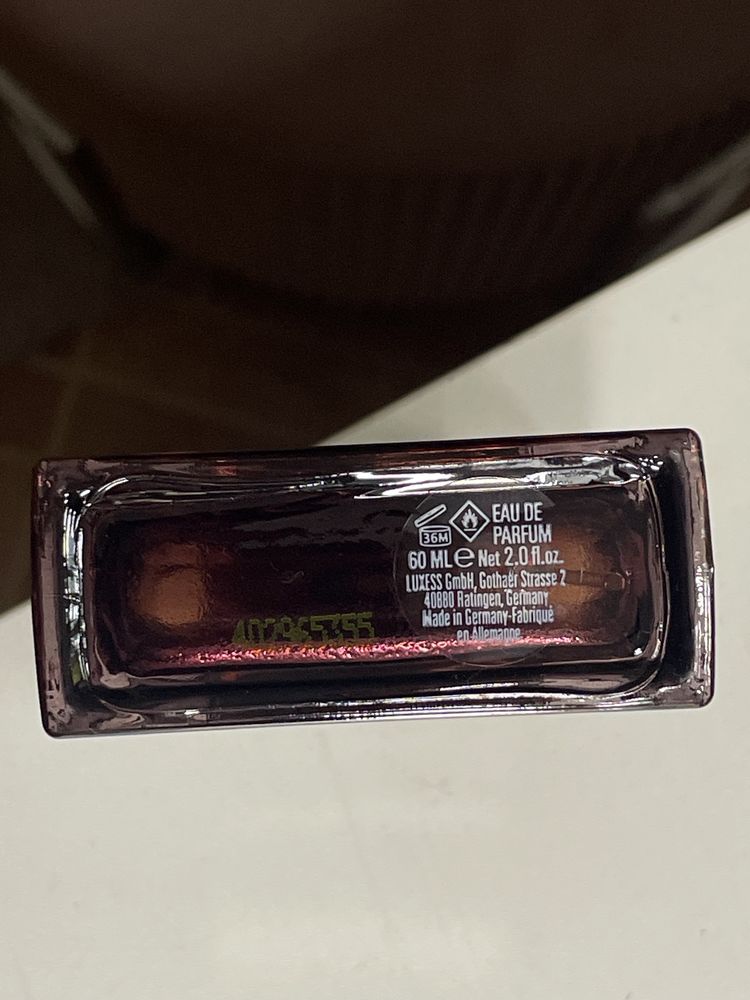 EAU DE
PARFUM
36M
60 ML e Net 2.0 fl.oz.
LUXESS GmbH, Gothaer Strasse 2
40880 Ratingen, Germany
Made in Germany-Fabriqué
en Allemagne